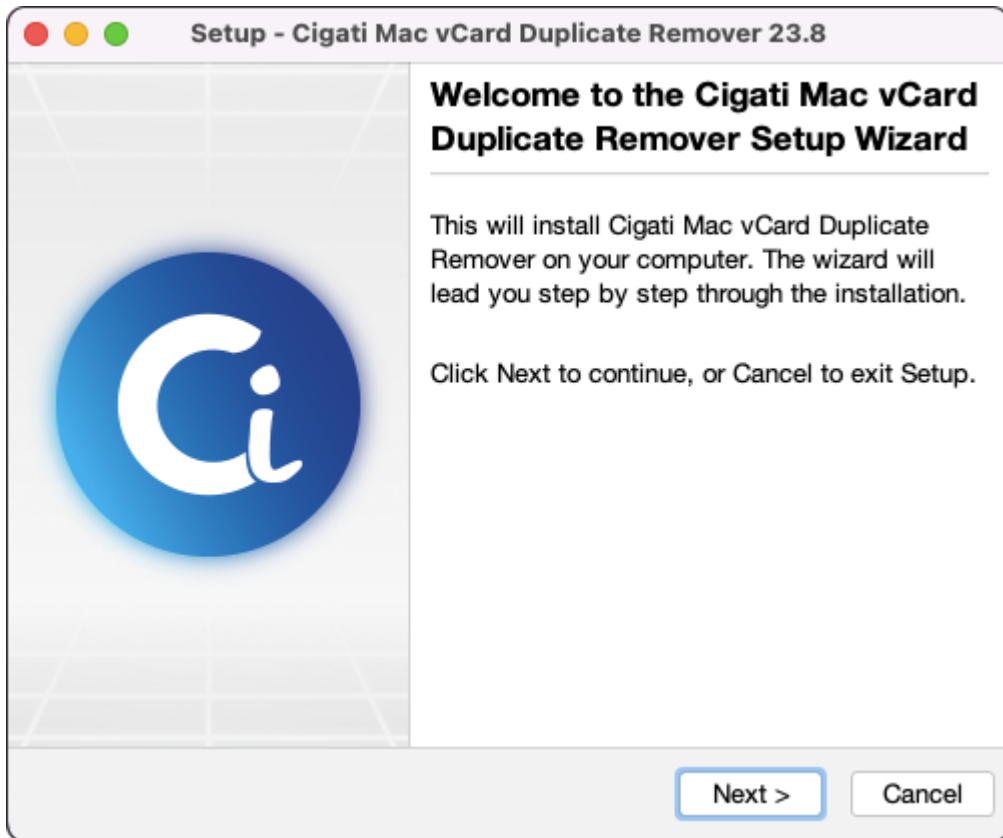 Setup - Cigati Mac vCard Duplicate Remover 23.8
Welcome to the Cigati Mac vCard
Duplicate Remover Setup Wizard
This will install Cigati Mac vCard Duplicate
Remover on your computer. The wizard will
lead you step by step through the installation.
Click Next to continue, or Cancel to exit Setup.
Ci
Next >
Cancel